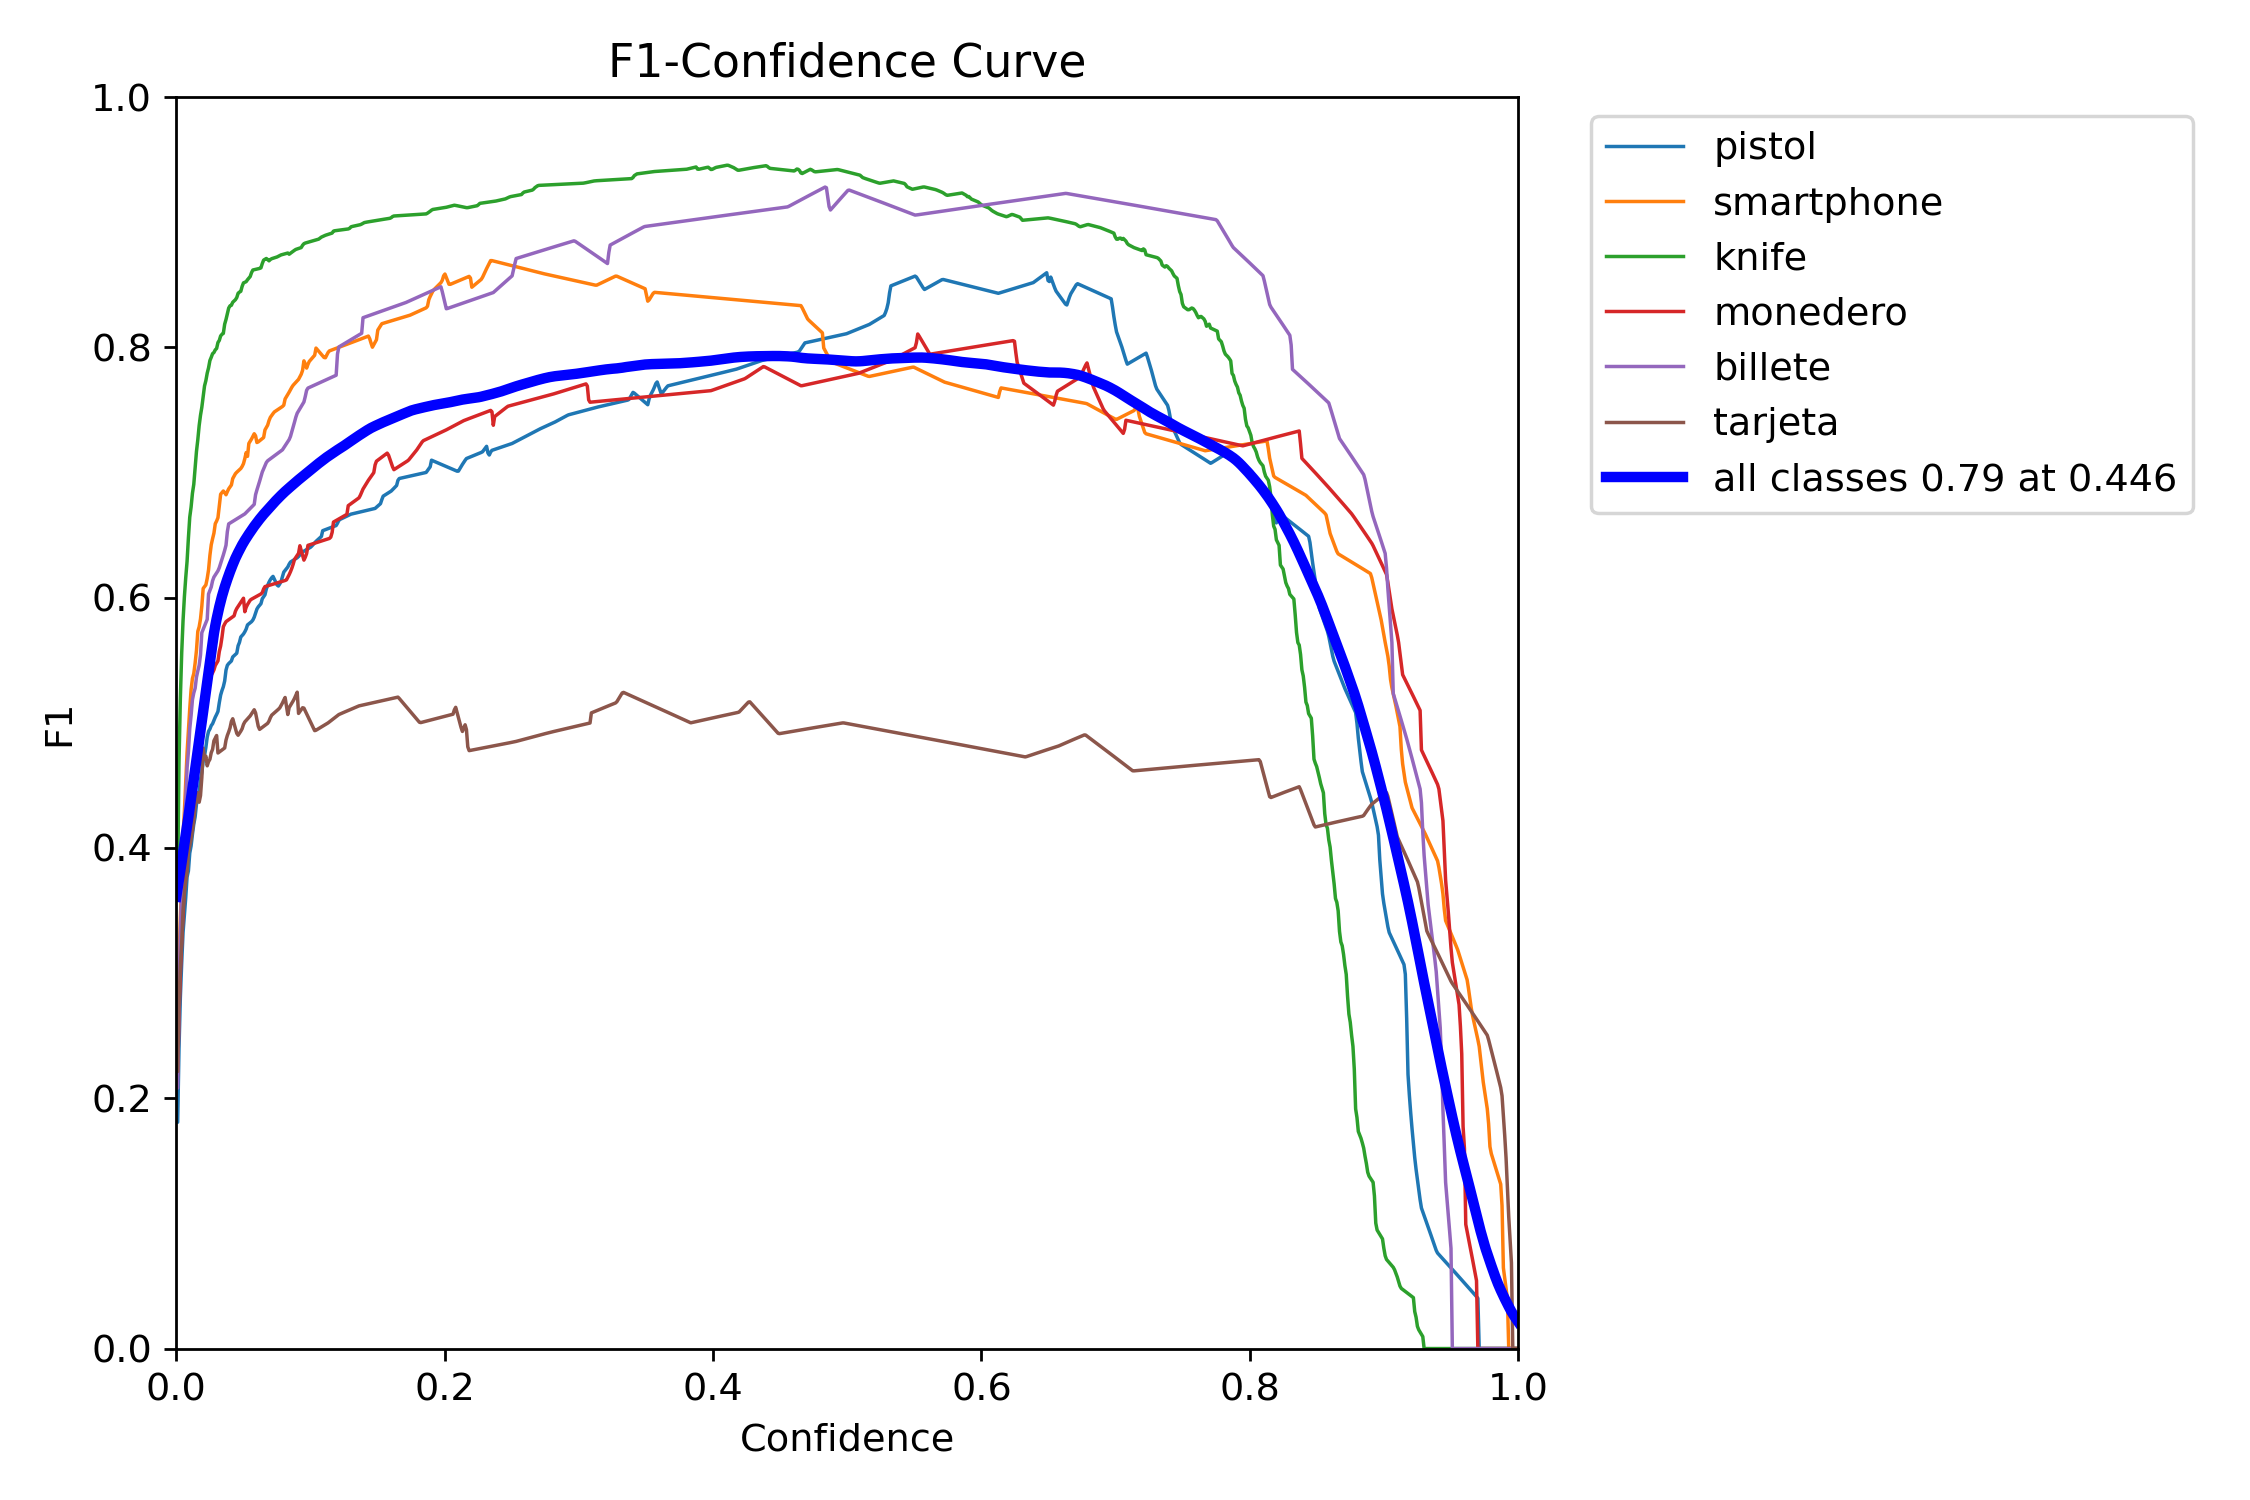 F1-Confidence Curve
1.0
0.8
0.6
0.4
0.2
0.0
F1
0.0 0.2 0.4 0.6 0.8 1.0
Confidence
pistol
smartphone
knife
monedero
billete
tarjeta
all classes 0.79 at 0.446